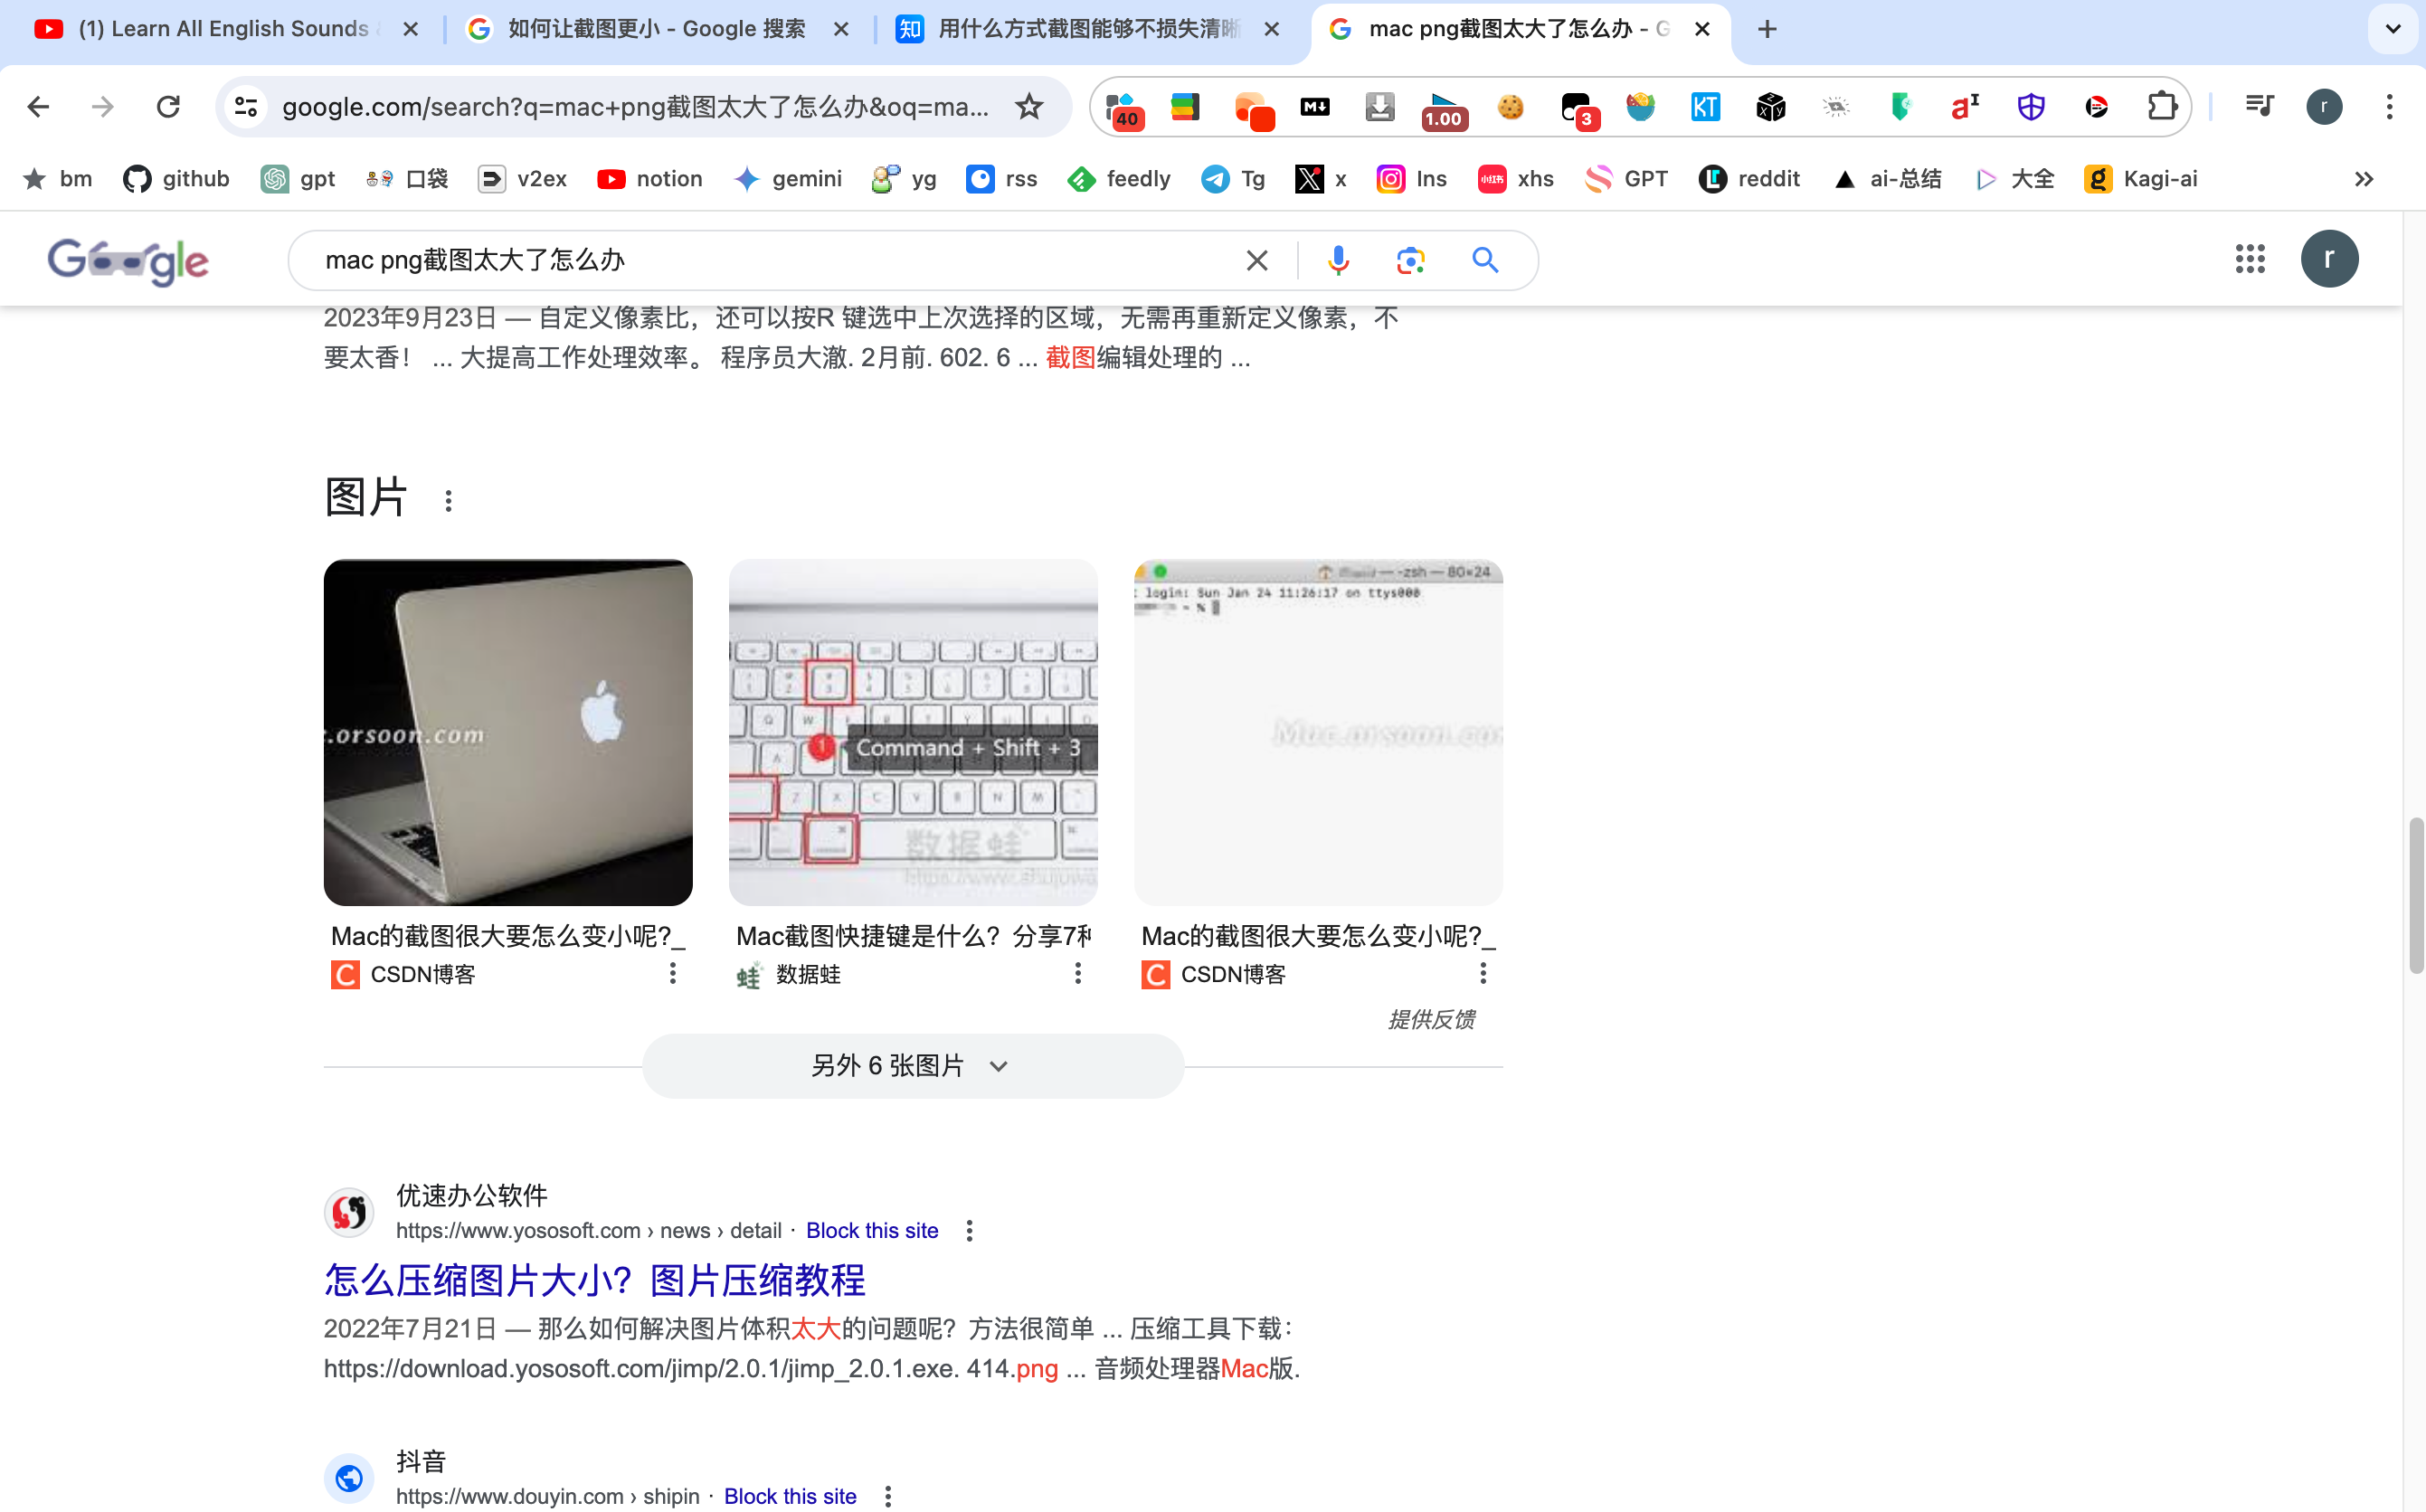 (1) Learn All English Sounds
如何让截图更小 - Google 搜索
知 用什么方式截图能够不损失清晰
mac png截图太大了怎么办 - G
google.com/search?q=mac+png截图太大了怎么办&oq=ma...
40
M
1.00
3
KT
r
bm
github
gpt
口袋
v2ex
notion
gemini
yg
rss
feedly
Tg
x
Ins
小红书 xhs
GPT
reddit
ai-总结
大全
Kagi-ai
Google
mac png截图太大了怎么办
r
2023年9月23日 — 自定义像素比，还可以按R 键选中上次选择的区域，无需再重新定义像素，不
要太香！ ... 大提高工作处理效率。 程序员大澈. 2月前. 602. 6 ... 截图编辑处理的 ...
图片
.orsoon.com
1 Command + Shift + 3
数据蛙
-zsh — 80×24
login: Sun Jan 24 11:26:17 on ttys000
~ %
Mac.orsoon.co
Mac的截图很大要怎么变小呢?_
CSDN博客
Mac截图快捷键是什么？分享7种
数据蛙
Mac的截图很大要怎么变小呢?_
CSDN博客
提供反馈
另外 6 张图片
优速办公软件
https://www.yososoft.com › news › detail · Block this site
怎么压缩图片大小？图片压缩教程
2022年7月21日 — 那么如何解决图片体积太大的问题呢？方法很简单 ... 压缩工具下载：
https://download.yososoft.com/jimp/2.0.1/jimp_2.0.1.exe. 414.png ... 音频处理器Mac版.
抖音
https://www.douyin.com › shipin · Block this site